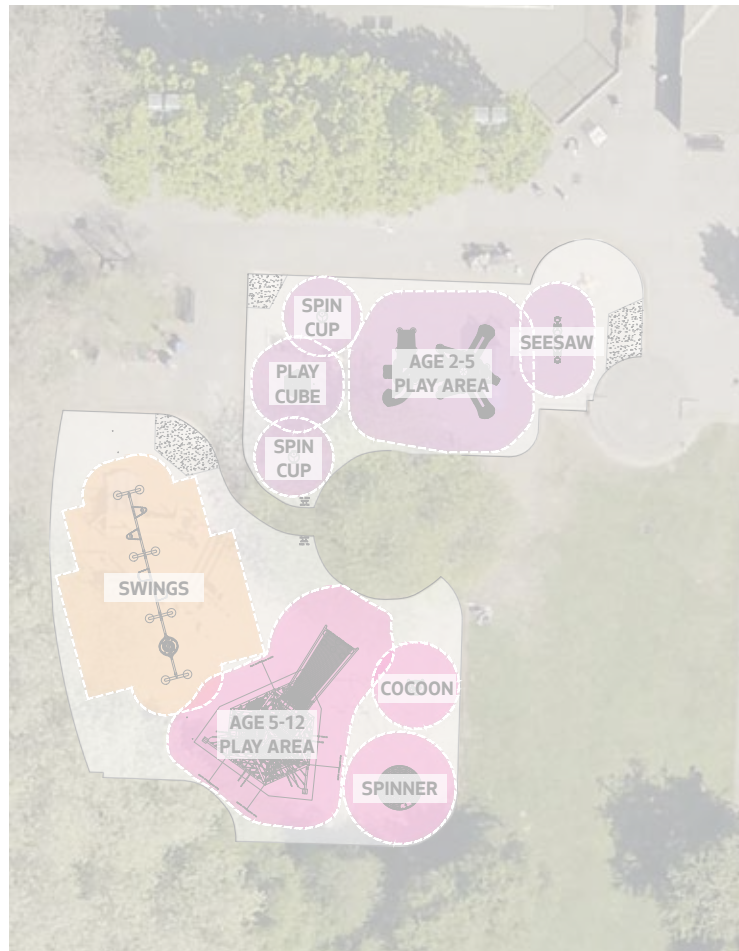 SPIN
CUP
PLAY
CUBE
SPIN
CUP
AGE 2-5
PLAY AREA
SEESAW
SWINGS
AGE 5-12
PLAY AREA
COCOON
SPINNER